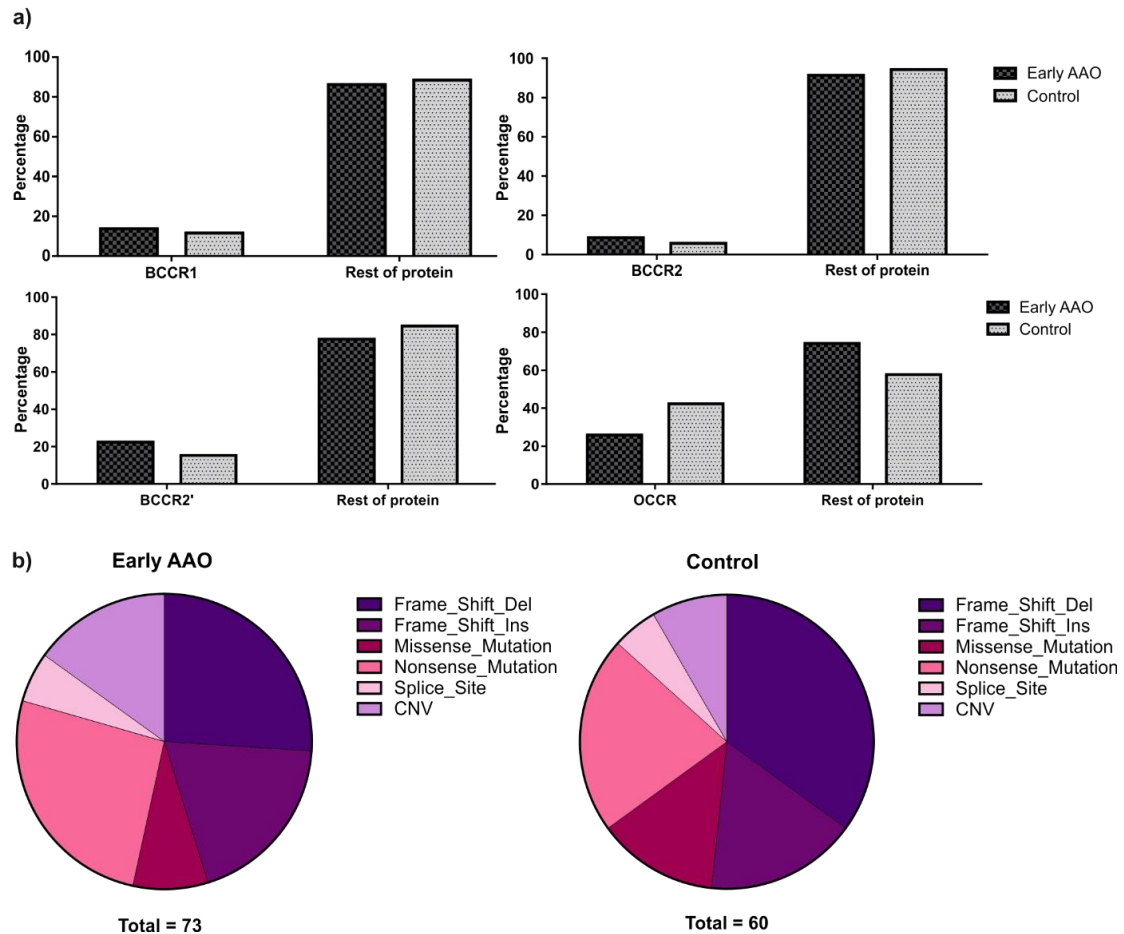 a)
100
80
60
40
20
0
Percentage
BCCR1
Rest of protein
100
80
60
40
20
0
Percentage
BCCR2
Rest of protein
Early AAO
Control
100
80
60
40
20
0
Percentage
BCCR2'
Rest of protein
100
80
60
40
20
0
Percentage
OCCR
Rest of protein
Early AAO
Control
b)
Early AAO
Frame_Shift_Del
Frame_Shift_Ins
Missense_Mutation
Nonsense_Mutation
Splice_Site
CNV
Total = 73
Control
Frame_Shift_Del
Frame_Shift_Ins
Missense_Mutation
Nonsense_Mutation
Splice_Site
CNV
Total = 60